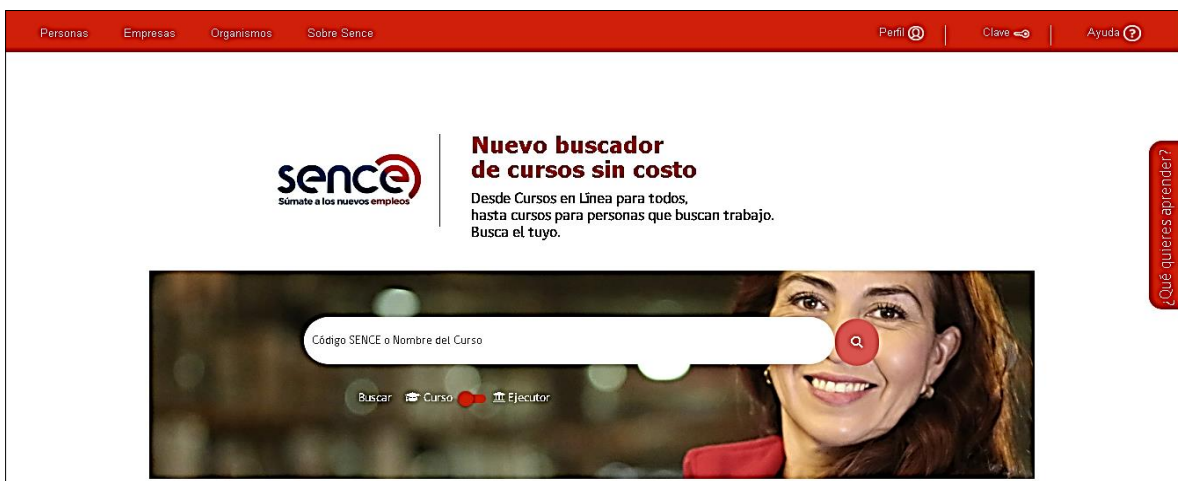 Personas Empresas Organismos Sobre Sence Perfil Clave Ayuda ?
sence
Súmate a los nuevos empleos
Nuevo buscador
de cursos sin costo
Desde Cursos en Línea para todos,
hasta cursos para personas que buscan trabajo.
Busca el tuyo.
¿Qué quieres aprender?
Código SENCE o Nombre del Curso
Buscar Curso Ejecutor